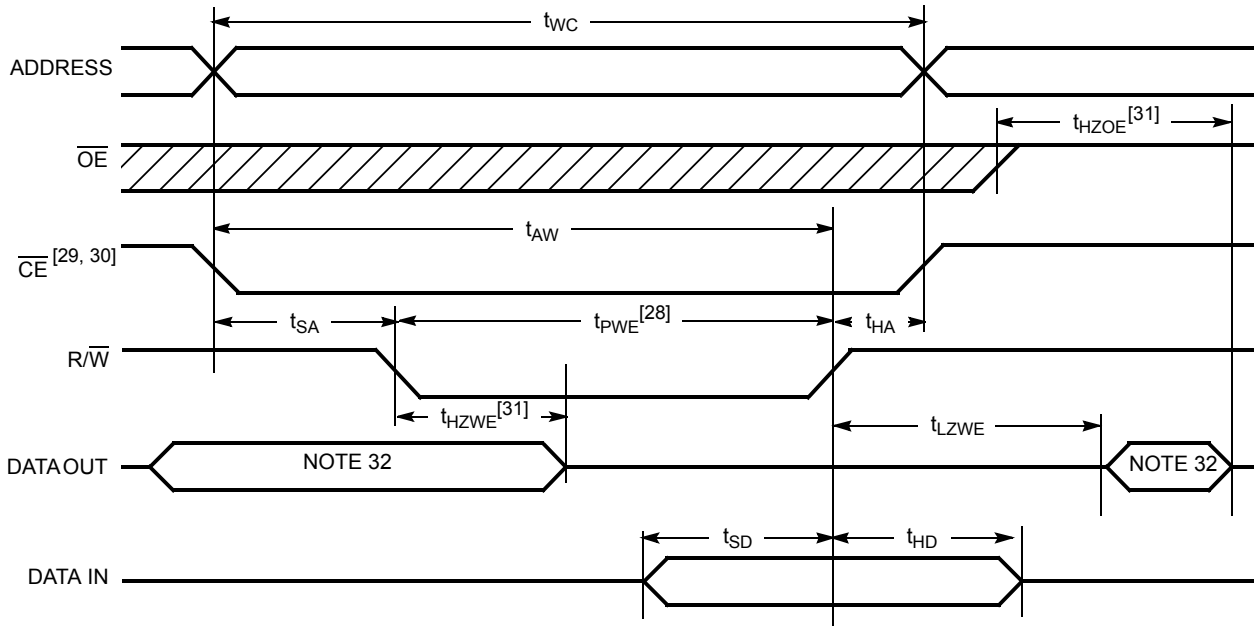 tWC
ADDRESS
tHZOE[31]
OE
tAW
CE [29, 30]
tSA
tPWE[28]
tHA
R/W
tHZWE[31]
tLZWE
DATA OUT
NOTE 32
NOTE 32
tSD
tHD
DATA IN